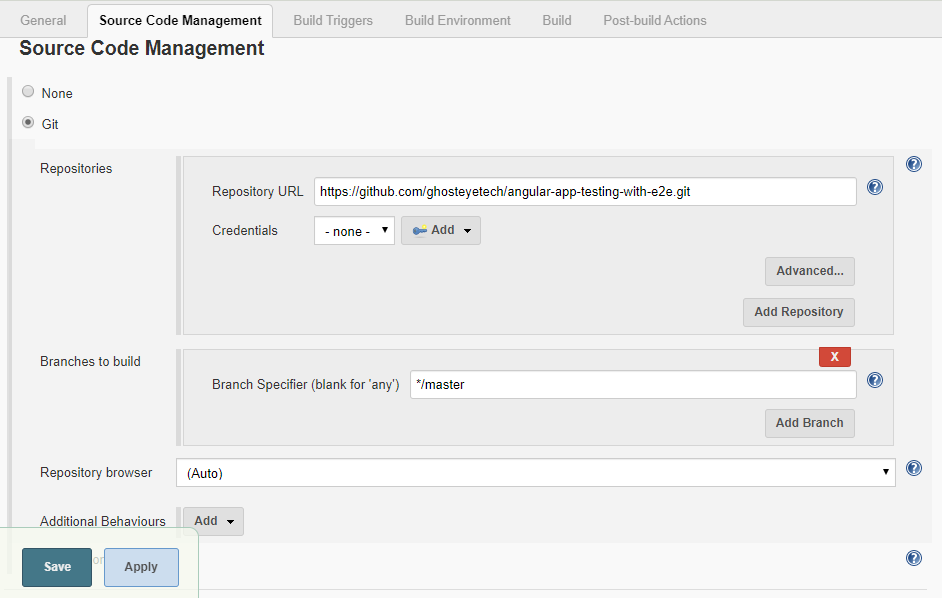 General Source Code Management Build Triggers Build Environment Build Post-build Actions
Source Code Management
None
Git
Repositories
Repository URL https://github.com/ghosteyetech/angular-app-testing-with-e2e.git
Credentials - none - Add
Advanced...
Add Repository
Branches to build
X
Branch Specifier (blank for 'any') */master
Add Branch
Repository browser (Auto)
Additional Behaviours Add
Save Apply